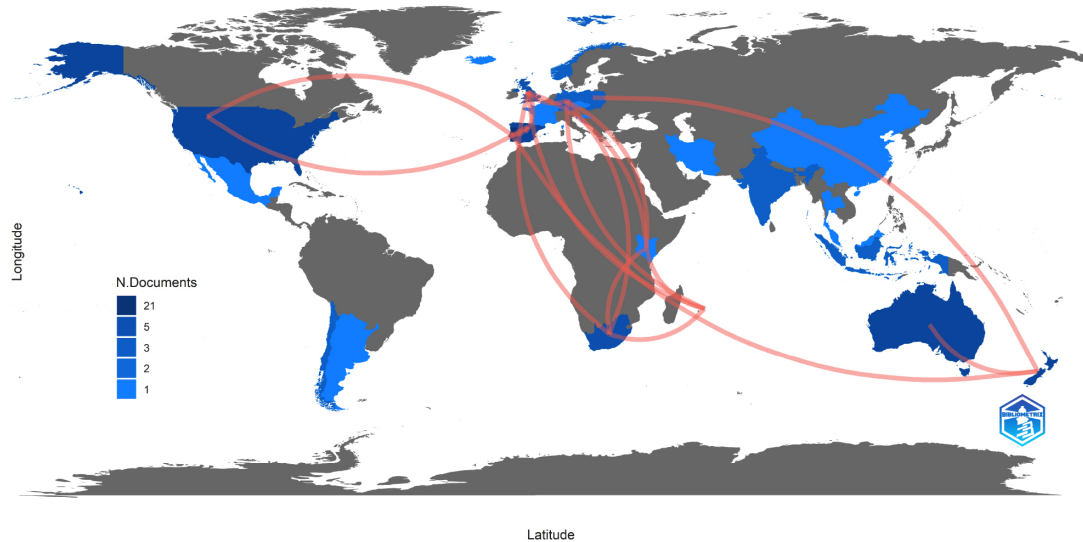 Longitude
N.Documents
21
5
3
2
1
BIBLIOMETRIX
Latitude